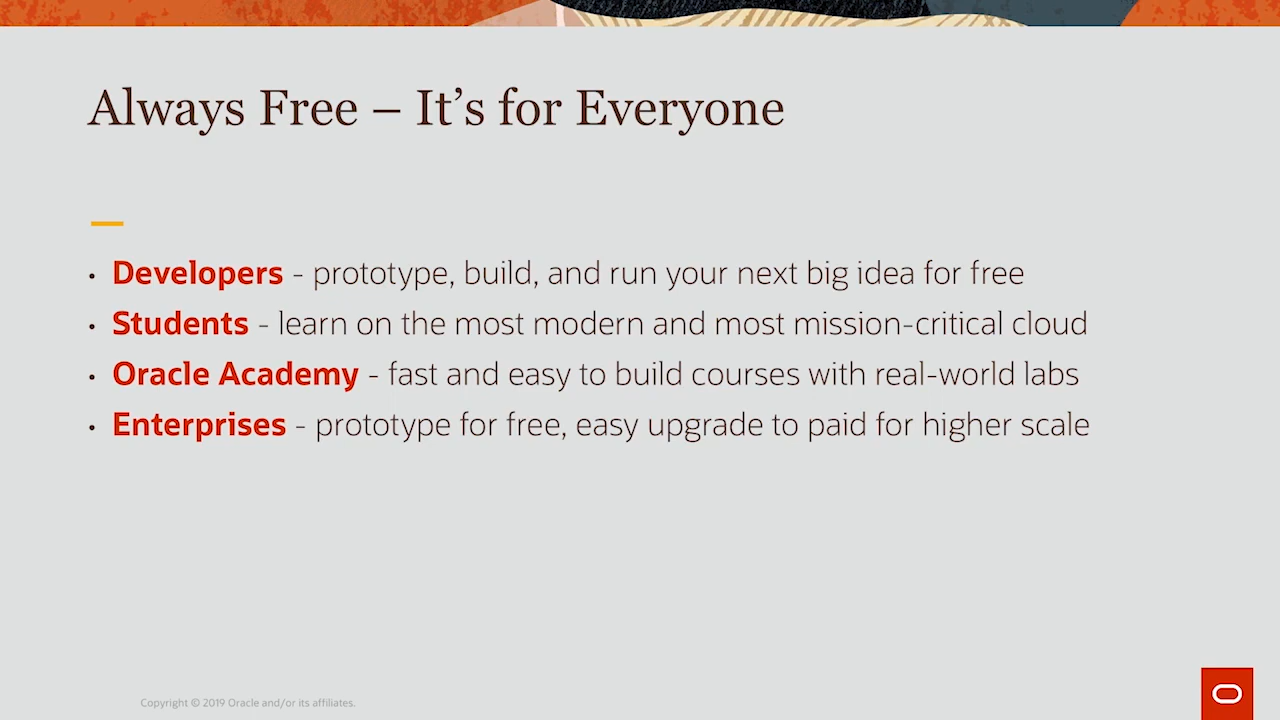 Always Free – It’s for Everyone
• Developers - prototype, build, and run your next big idea for free
• Students - learn on the most modern and most mission-critical cloud
• Oracle Academy - fast and easy to build courses with real-world labs
• Enterprises - prototype for free, easy upgrade to paid for higher scale
Copyright © 2019 Oracle and/or its affiliates.